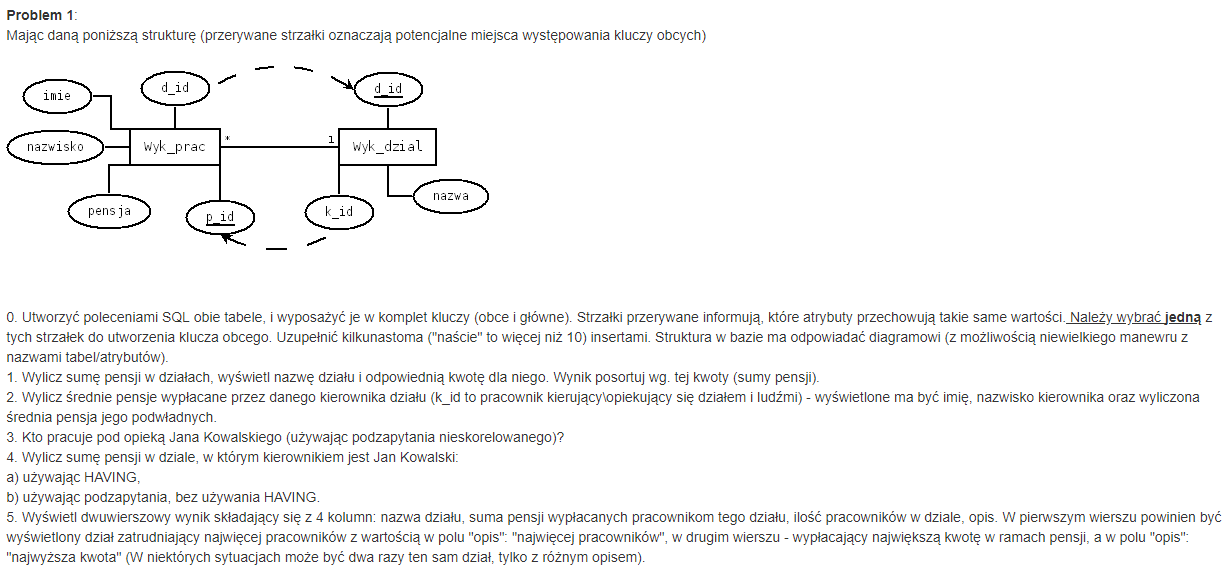 Problem 1:
Mając daną poniższą strukturę (przerywane strzałki oznaczają potencjalne miejsca występowania kluczy obcych)
imie
d_id
d_id
nazwisko
Wyk_prac
*
1
Wyk_dzial
pensja
p_id
k_id
nazwa
0. Utworzyć poleceniami SQL obie tabele, i wyposażyć je w komplet kluczy (obce i główne). Strzałki przerywane informują, które atrybuty przechowują takie same wartości. Należy wybrać jedną z
tych strzałek do utworzenia klucza obcego. Uzupełnić kilkunastoma ("naście" to więcej niż 10) insertami. Struktura w bazie ma odpowiadać diagramowi (z możliwością niewielkiego manewru z
nazwami tabel/atrybutów).
1. Wylicz sumę pensji w działach, wyświetl nazwę działu i odpowiednią kwotę dla niego. Wynik posortuj wg. tej kwoty (sumy pensji).
2. Wylicz średnie pensje wypłacane przez danego kierownika działu (k_id to pracownik kierujący\opiekujący się działem i ludźmi) - wyświetlone ma być imię, nazwisko kierownika oraz wyliczona
średnia pensja jego podwładnych.
3. Kto pracuje pod opieką Jana Kowalskiego (używając podzapytania nieskorelowanego)?
4. Wylicz sumę pensji w dziale, w którym kierownikiem jest Jan Kowalski:
a) używając HAVING,
b) używając podzapytania, bez używania HAVING.
5. Wyświetl dwuwierszowy wynik składający się z 4 kolumn: nazwa działu, suma pensji wypłacanych pracownikom tego działu, ilość pracowników w dziale, opis. W pierwszym wierszu powinien być
wyświetlony dział zatrudniający najwięcej pracowników z wartością w polu "opis": "najwięcej pracowników", w drugim wierszu - wypłacający największą kwotę w ramach pensji, a w polu "opis":
"najwyższa kwota" (W niektórych sytuacjach może być dwa razy ten sam dział, tylko z różnym opisem).